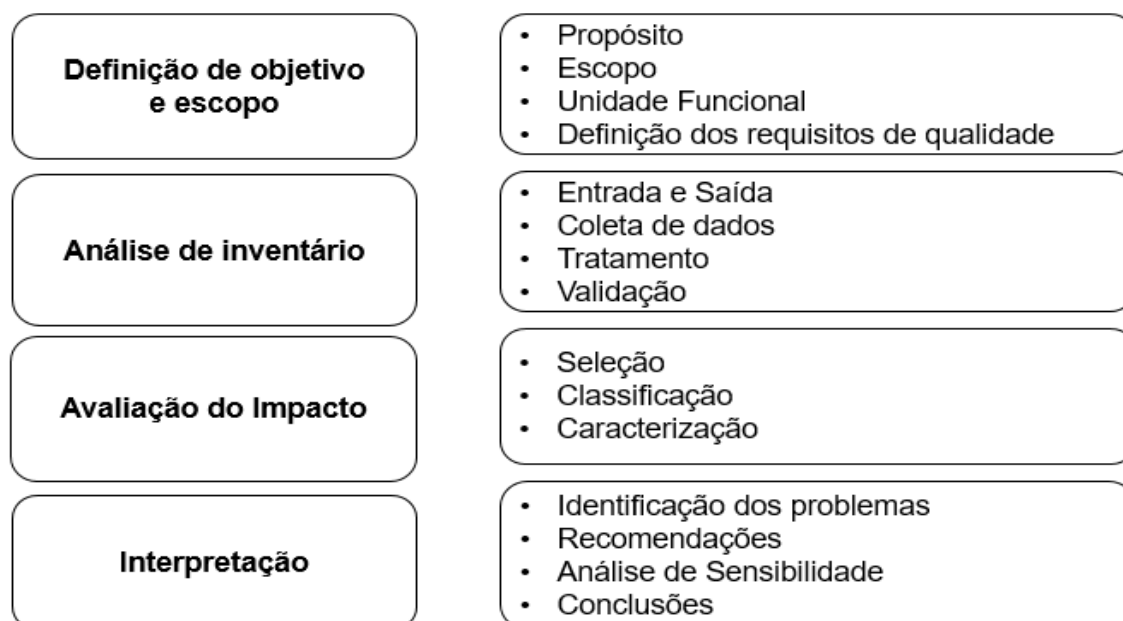 Definição de objetivo
e escopo
• Propósito
• Escopo
• Unidade Funcional
• Definição dos requisitos de qualidade
Análise de inventário
• Entrada e Saída
• Coleta de dados
• Tratamento
• Validação
Avaliação do Impacto
• Seleção
• Classificação
• Caracterização
Interpretação
• Identificação dos problemas
• Recomendações
• Análise de Sensibilidade
• Conclusões